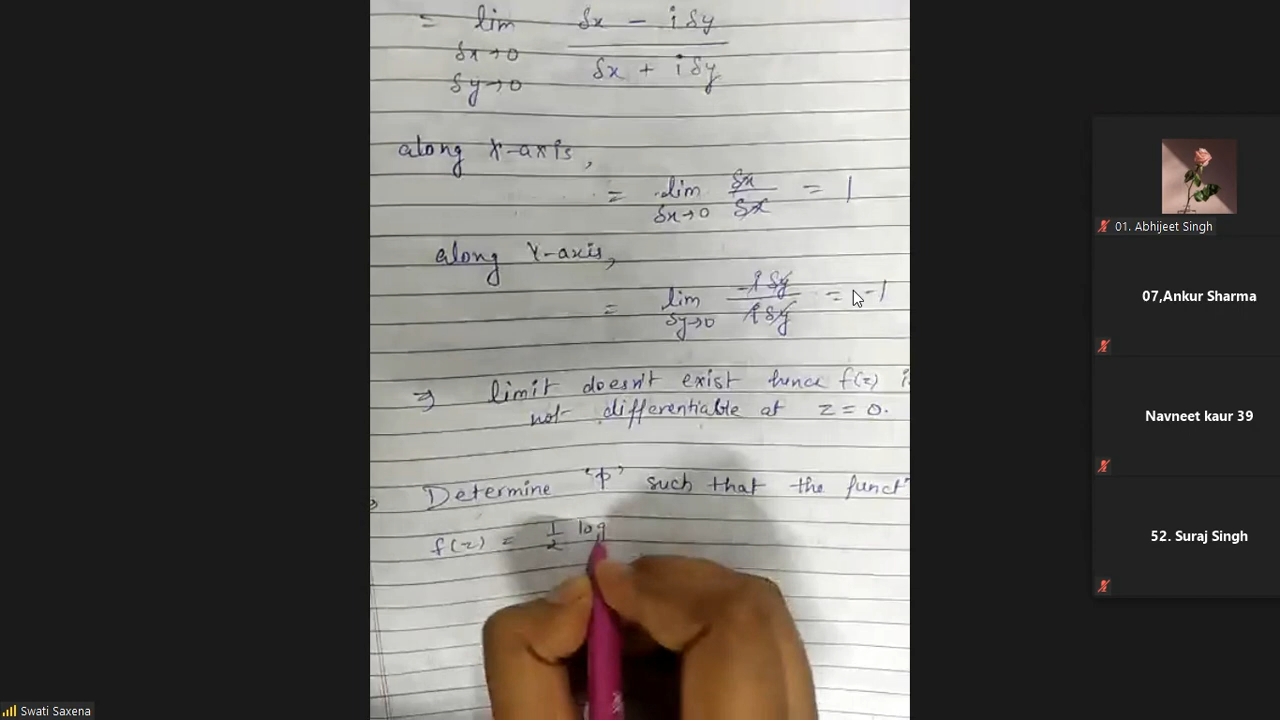 = lim δx - iδy
δx→0 δx + iδy
δy→0
along X-axis,
= lim δx = 1
δx→0 δx
along Y-axis,
= lim -iδy = -1
δy→0 iδy
⇒ limit doesn't exist hence f(z) i
not differentiable at z = 0.
Determine 'p' such that the funct
f(z) = 1/2 log
01. Abhijeet Singh
07,Ankur Sharma
Navneet kaur 39
52. Suraj Singh
Swati Saxena